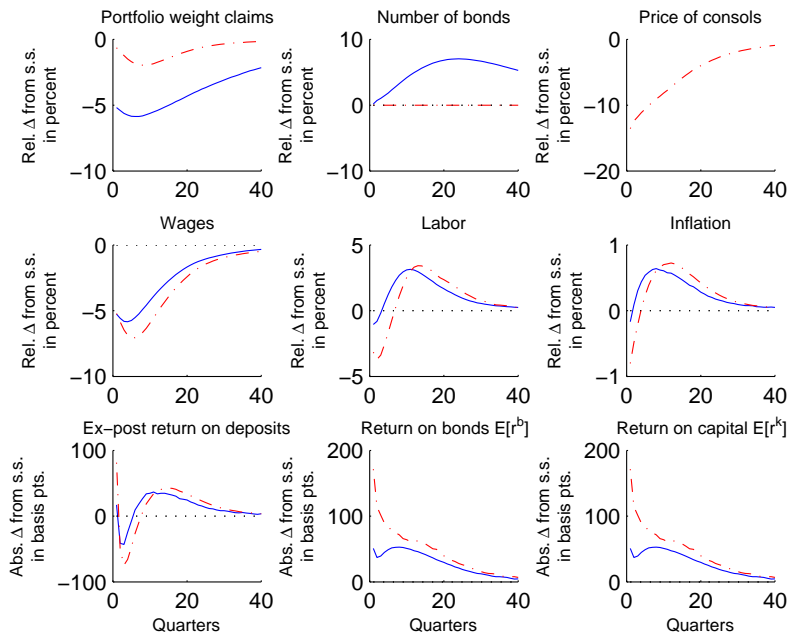 Portfolio weight claims
Number of bonds
Price of consols
Rel. Δ from s.s.
in percent
0
−5
−10
0 20 40
Rel. Δ from s.s.
in percent
10
0
10
0 20 40
Rel. Δ from s.s.
in percent
0
−10
−20
0 20 40
Wages
Labor
Inflation
Rel. Δ from s.s.
in percent
0
−5
−10
0 20 40
Rel. Δ from s.s.
in percent
5
0
−5
0 20 40
Rel. Δ from s.s.
in percent
1
0
−1
0 20 40
Ex−post return on deposits
Return on bonds E[r^b]
Return on capital E[r^k]
Abs. Δ from s.s.
in basis pts.
100
0
−100
0 20 40
Quarters
Abs. Δ from s.s.
in basis pts.
200
100
0
0 20 40
Quarters
Abs. Δ from s.s.
in basis pts.
200
100
0
0 20 40
Quarters